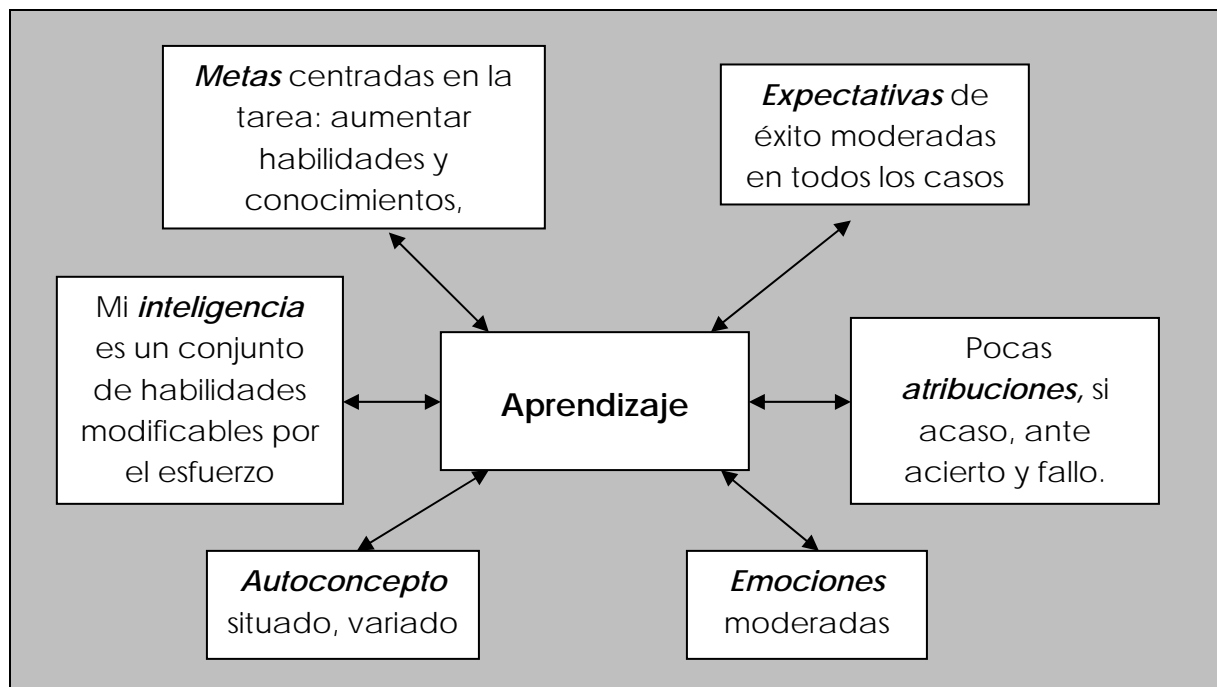 Metas centradas en la
tarea: aumentar
habilidades y
conocimientos,
Expectativas de
éxito moderadas
en todos los casos
Mi inteligencia
es un conjunto
de habilidades
modificables por
el esfuerzo
Aprendizaje
Pocas
atribuciones, si
acaso, ante
acierto y fallo.
Autoconcepto
situado, variado
Emociones
moderadas